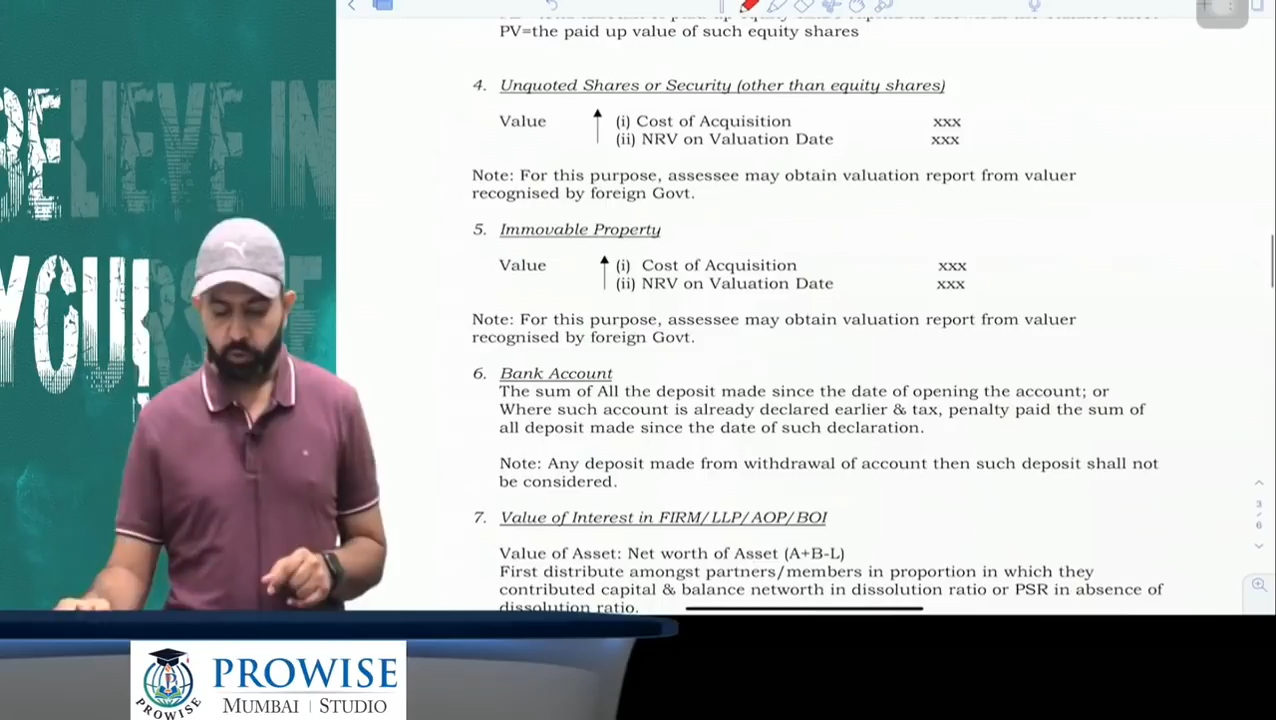 BELIEVE IN
YOURSELF
PV=the paid up value of such equity shares
4. Unquoted Shares or Security (other than equity shares)
Value (i) Cost of Acquisition xxx
(ii) NRV on Valuation Date xxx
Note: For this purpose, assessee may obtain valuation report from valuer
recognised by foreign Govt.
5. Immovable Property
Value (i) Cost of Acquisition xxx
(ii) NRV on Valuation Date xxx
Note: For this purpose, assessee may obtain valuation report from valuer
recognised by foreign Govt.
6. Bank Account
The sum of All the deposit made since the date of opening the account; or
Where such account is already declared earlier & tax, penalty paid the sum of
all deposit made since the date of such declaration.
Note: Any deposit made from withdrawal of account then such deposit shall not
be considered.
7. Value of Interest in FIRM/LLP/AOP/BOI
Value of Asset: Net worth of Asset (A+B-L)
First distribute amongst partners/members in proportion in which they
contributed capital & balance networth in dissolution ratio or PSR in absence of
dissolution ratio.
3
/
6
PROWISE
PROWISE
MUMBAI | STUDIO